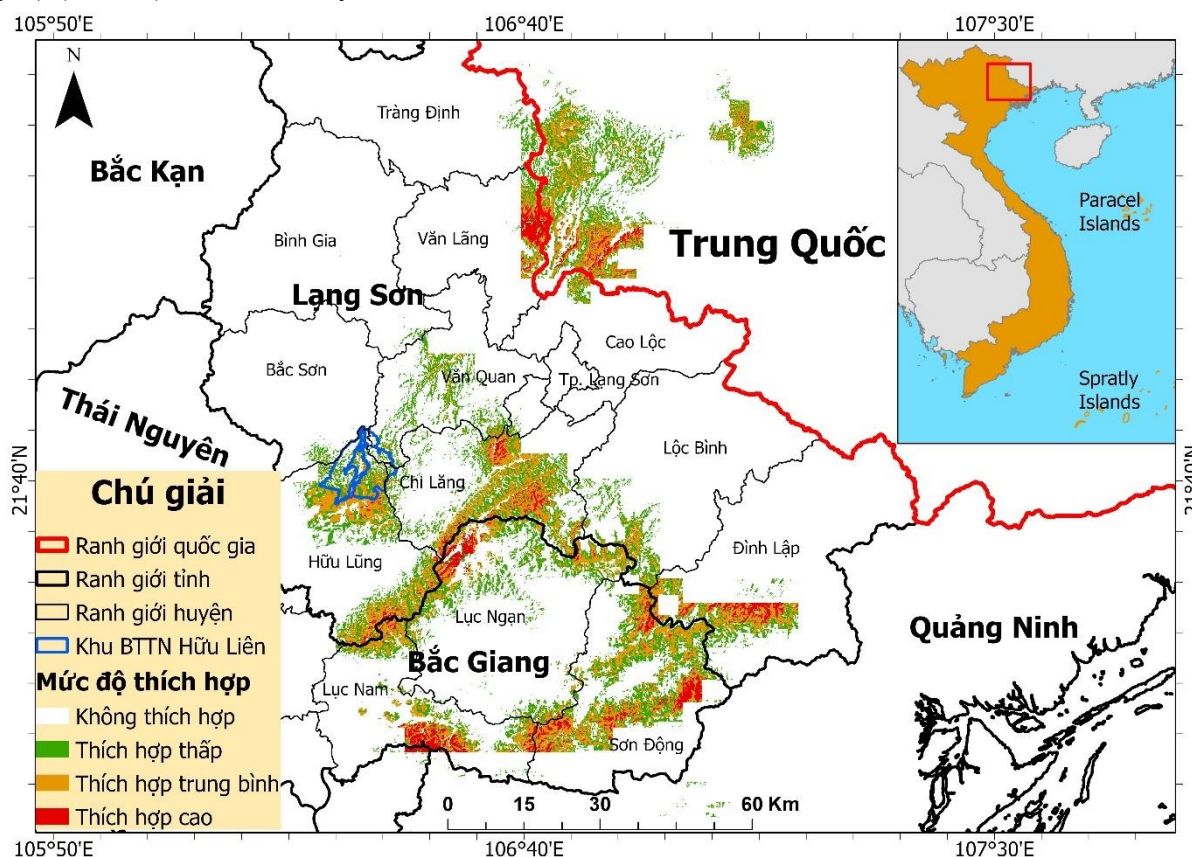 105°50'E
106°40'E
107°30'E
N
Tràng Định
Bắc Kạn
Bình Gia
Văn Lãng
Trung Quốc
Lạng Sơn
Paracel
Islands
Cao Lộc
Bắc Sơn
Văn Quan
Tp. Lạng Sơn
Thái Nguyên
Spratly
Islands
Lộc Bình
21°40'N
Chi Lăng
21°40'N
Chú giải
Ranh giới quốc gia
Ranh giới tỉnh
Ranh giới huyện
Khu BTTN Hữu Liên
Mức độ thích hợp
Không thích hợp
Thích hợp thấp
Thích hợp trung bình
Thích hợp cao
Hữu Lũng
Đình Lập
Lục Ngạn
Quảng Ninh
Bắc Giang
Lục Nam
Sơn Động
0 15 30 60 Km
105°50'E
106°40'E
107°30'E